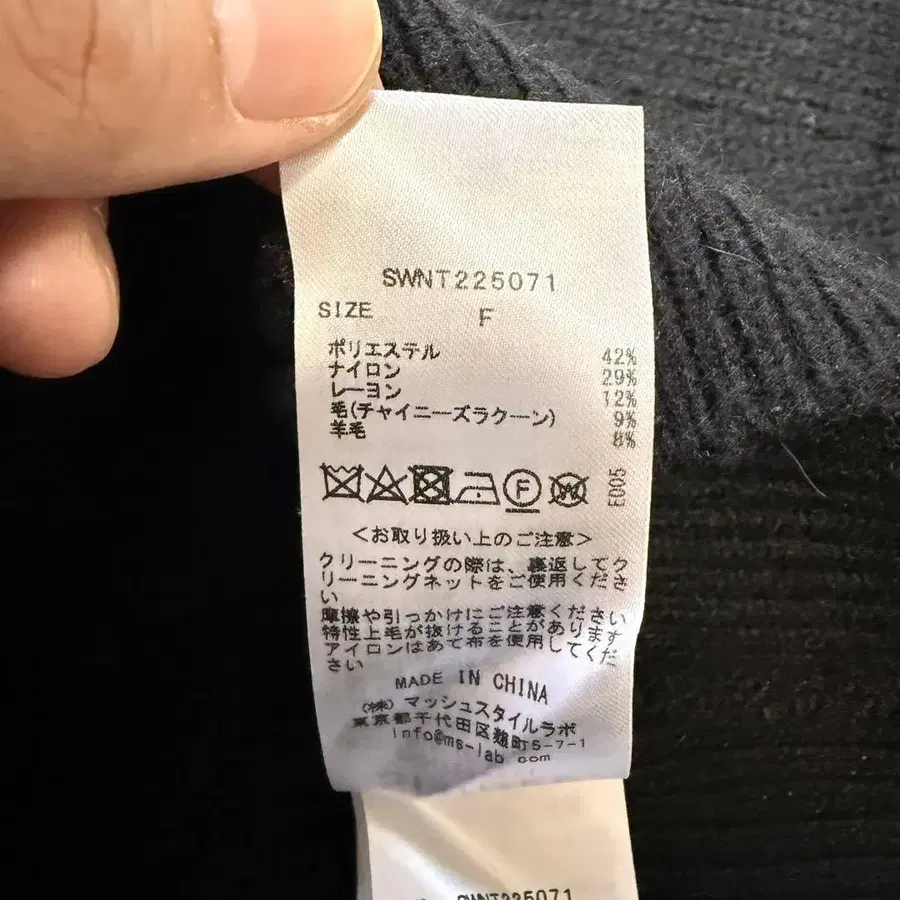 SWNT225071
SIZE F
ポリエステル 42%
ナイロン 29%
レーヨン 12%
毛(チャイニーズラクーン) 9%
羊毛 8%
F W E005
<お取り扱い上のご注意>
クリーニングの際は、裏返してク
リーニングネットをご使用くださ
い
摩擦や引っかけにご注意ください
特性上毛が抜けることがあります
アイロンはあて布を使用してくだ
さい
MADE IN CHINA
(株)マッシュスタイルラボ
東京都千代田区麹町5-7-1
info@ms-lab.com
SWNT225071